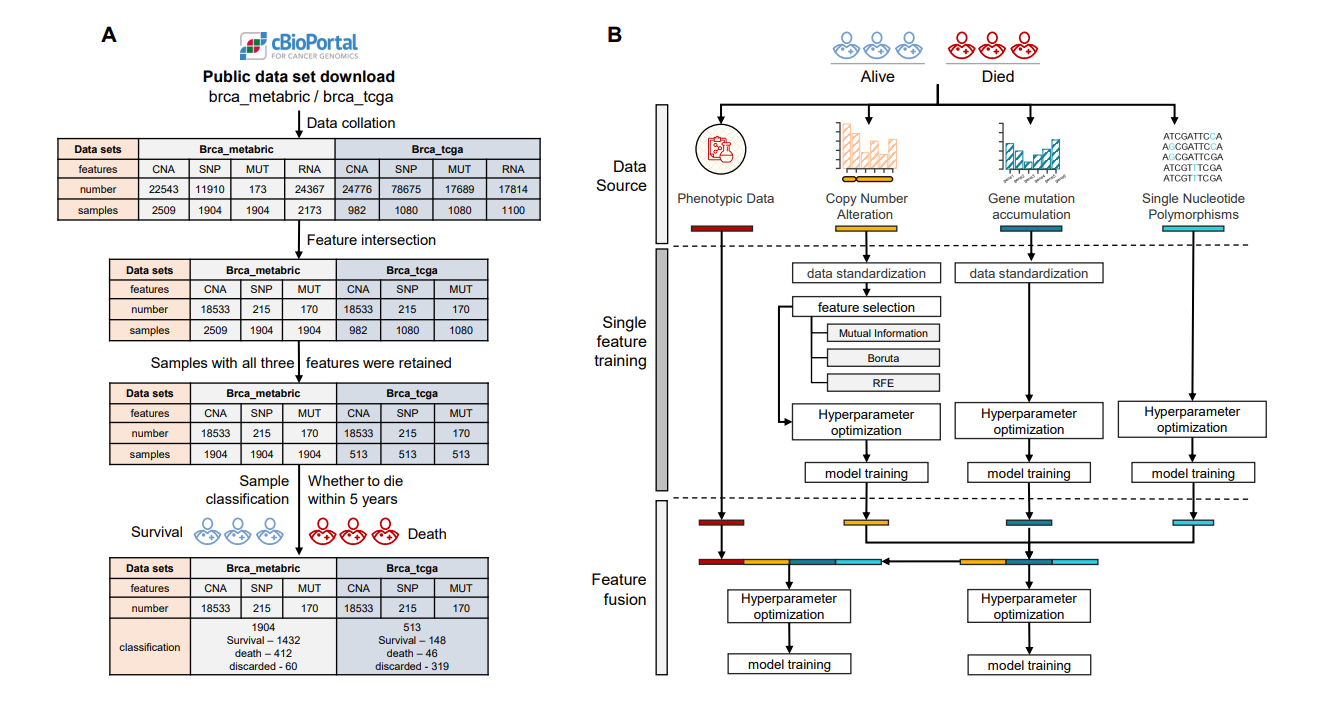 A
cBioPortal
FOR CANCER GENOMICS
Public data set download
brca_metabric / brca_tcga
Data collation
Data sets Brca_metabric Brca_tcga
features CNA SNP MUT RNA CNA SNP MUT RNA
number 22543 11910 173 24367 24776 78675 17689 17814
samples 2509 1904 1904 2173 982 1080 1080 1100
Feature intersection
Data sets Brca_metabric Brca_tcga
features CNA SNP MUT CNA SNP MUT
number 18533 215 170 18533 215 170
samples 2509 1904 1904 982 1080 1080
Samples with all three features were retained
Data sets Brca_metabric Brca_tcga
features CNA SNP MUT CNA SNP MUT
number 18533 215 170 18533 215 170
samples 1904 1904 1904 513 513 513
Sample
classification
Whether to die
within 5 years
Survival
Death
Data sets Brca_metabric Brca_tcga
features CNA SNP MUT CNA SNP MUT
number 18533 215 170 18533 215 170
classification
1904
Survival – 1432
death – 412
discarded - 60
513
Survival – 148
death – 46
discarded - 319
B
Alive
Died
Data
Source
Phenotypic Data
Copy Number
Alteration
Gene mutation
accumulation
ATCGATTCCA
AGCGATTCCA
AGCGATTCGA
ATCGTTTCGA
ATCGTTTCGA
Single Nucleotide
Polymorphisms
Single
feature
training
data standardization
feature selection
Mutual Information
Boruta
RFE
Hyperparameter
optimization
model training
data standardization
Hyperparameter
optimization
model training
Hyperparameter
optimization
model training
Feature
fusion
Hyperparameter
optimization
model training
Hyperparameter
optimization
model training